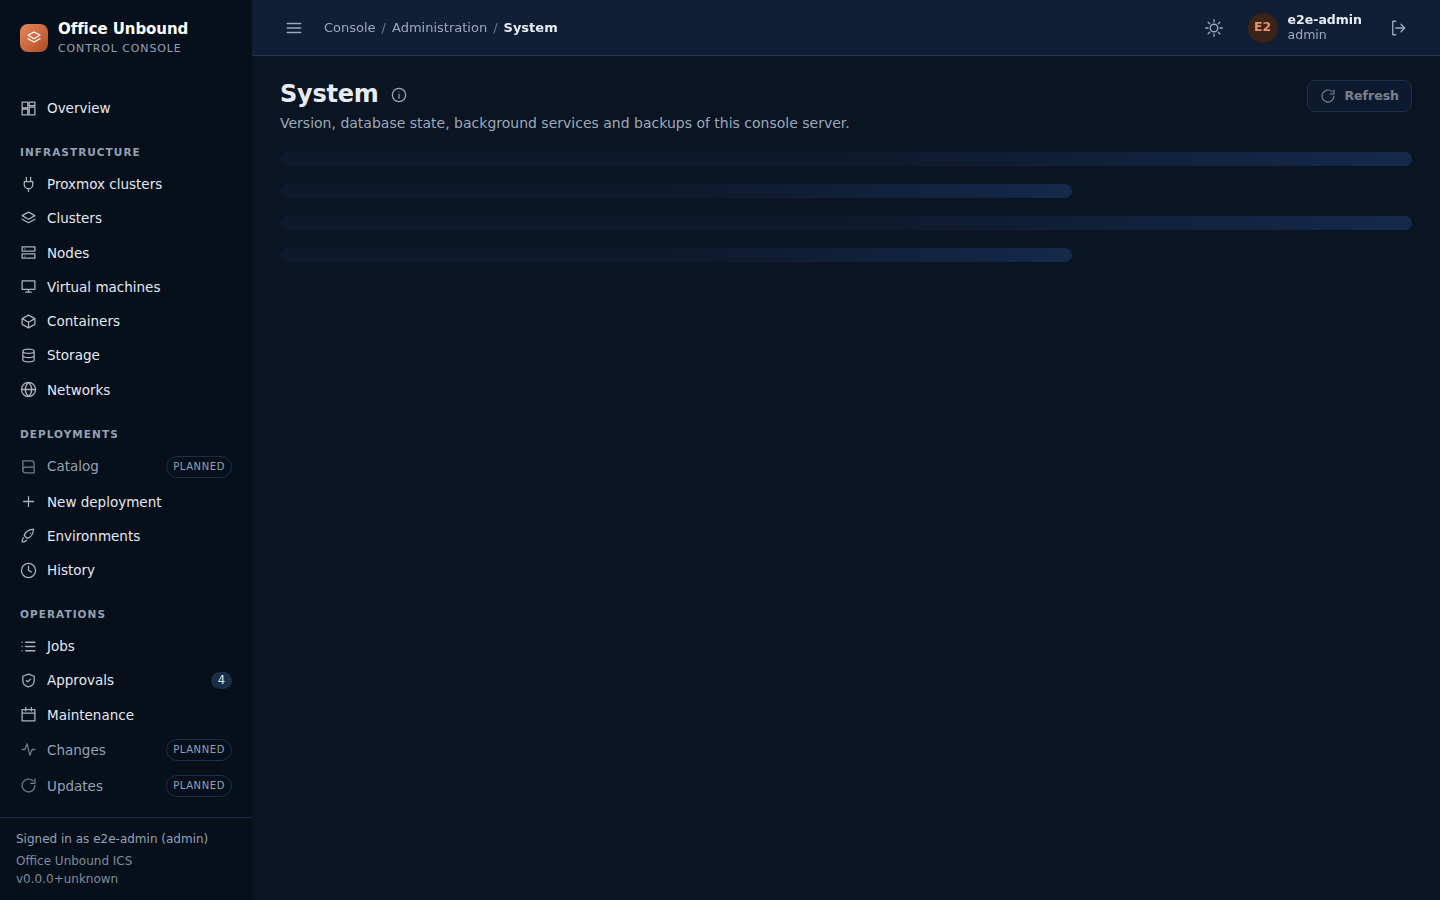 Office Unbound
CONTROL CONSOLE
Overview
INFRASTRUCTURE
Proxmox clusters
Clusters
Nodes
Virtual machines
Containers
Storage
Networks
DEPLOYMENTS
Catalog PLANNED
New deployment
Environments
History
OPERATIONS
Jobs
Approvals 4
Maintenance
Changes PLANNED
Updates PLANNED
Signed in as e2e-admin (admin)
Office Unbound ICS
v0.0.0+unknown
Console / Administration / System
E2 e2e-admin
admin
System
Refresh
Version, database state, background services and backups of this console server.